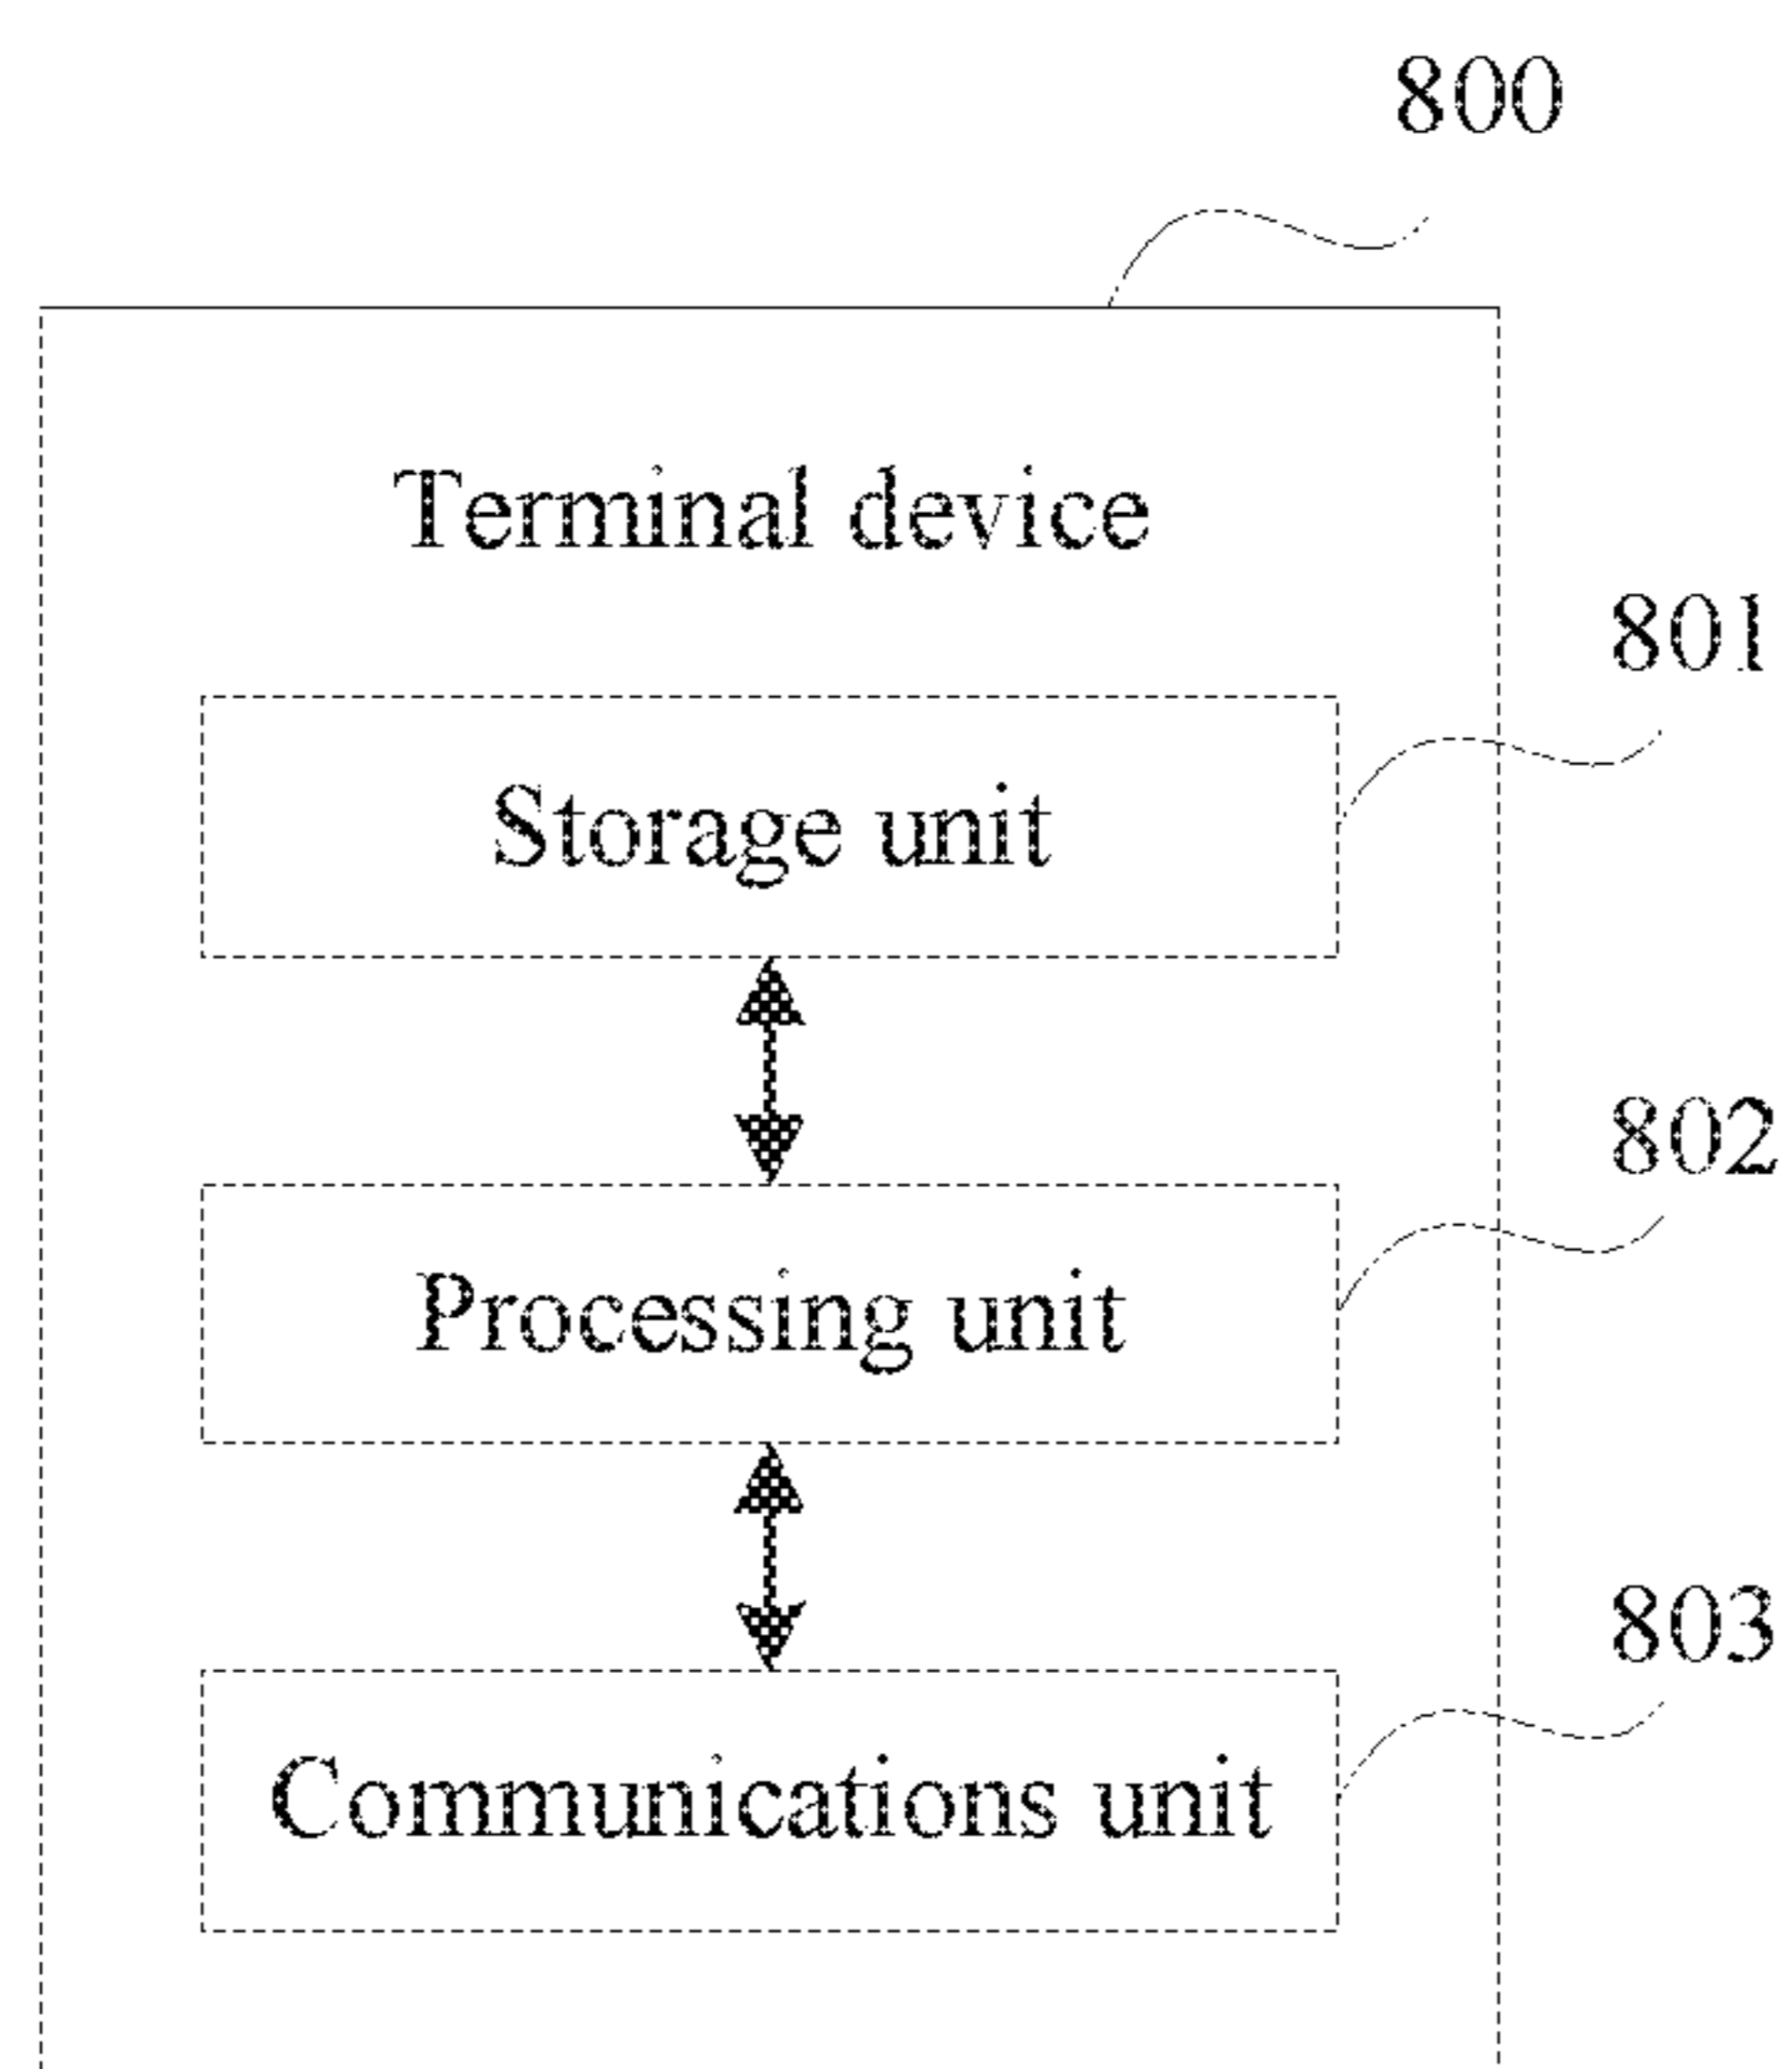 800
Terminal device
801
Storage unit
802
Processing unit
803
Communications unit